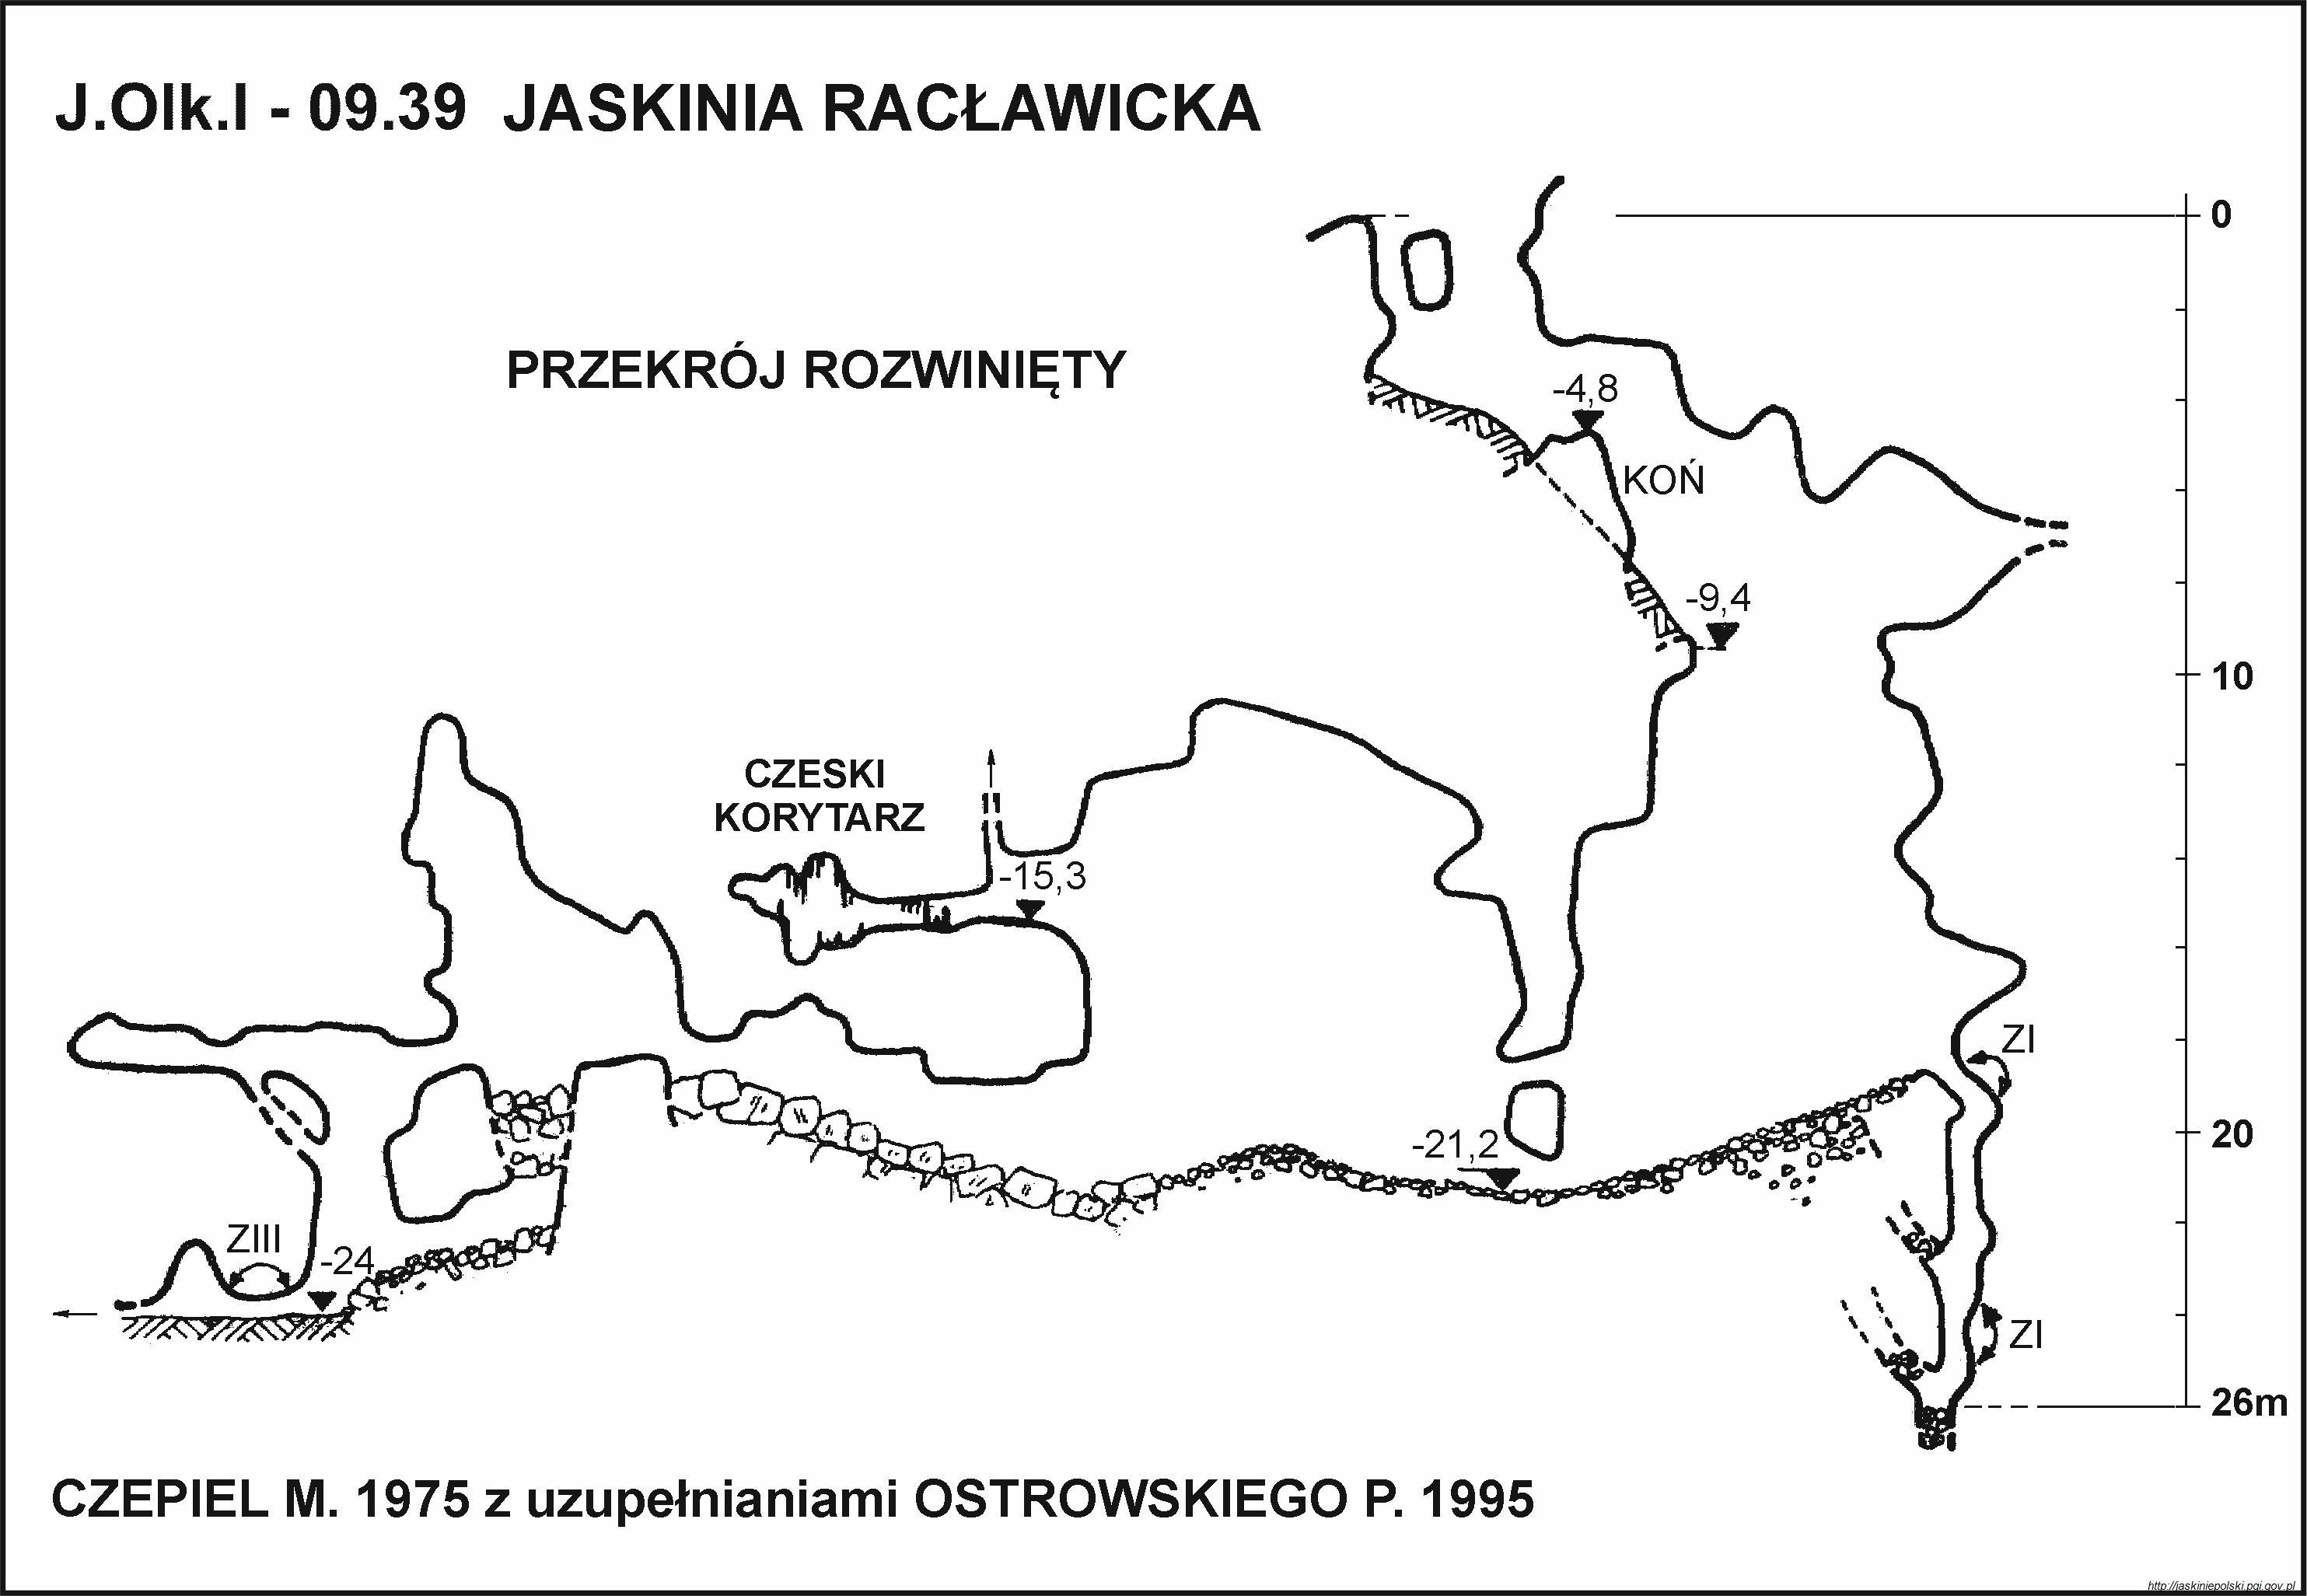 J.Olk.I - 09.39 JASKINIA RACŁAWICKA
0
PRZEKRÓJ ROZWINIĘTY
-4,8
KOŃ
-9,4
10
CZESKI
KORYTARZ
-15,3
ZI
-21,2
20
ZIII
-24
ZI
26m
CZEPIEL M. 1975 z uzupełnianiami OSTROWSKIEGO P. 1995
http://jaskiniepolski.pgi.gov.pl